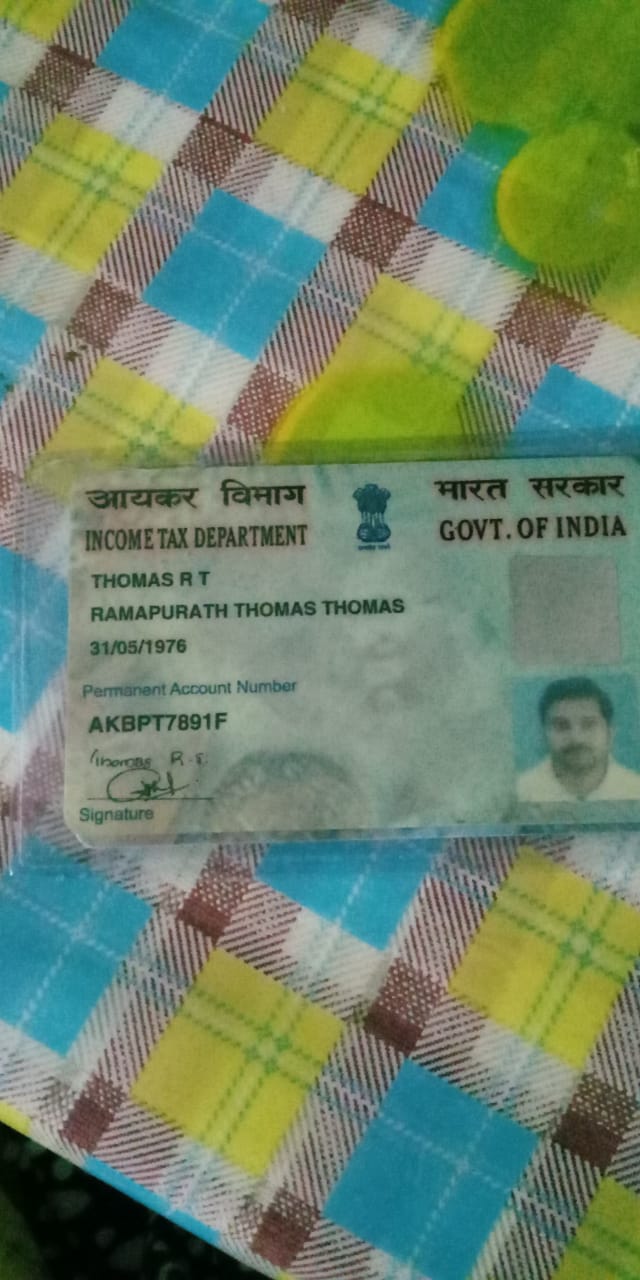 आयकर विभाग
भारत सरकार
INCOME TAX DEPARTMENT
GOVT. OF INDIA
THOMAS R T
RAMAPURATH THOMAS THOMAS
31/05/1976
Permanent Account Number
AKBPT7891F
Thomas R.T.
Signature